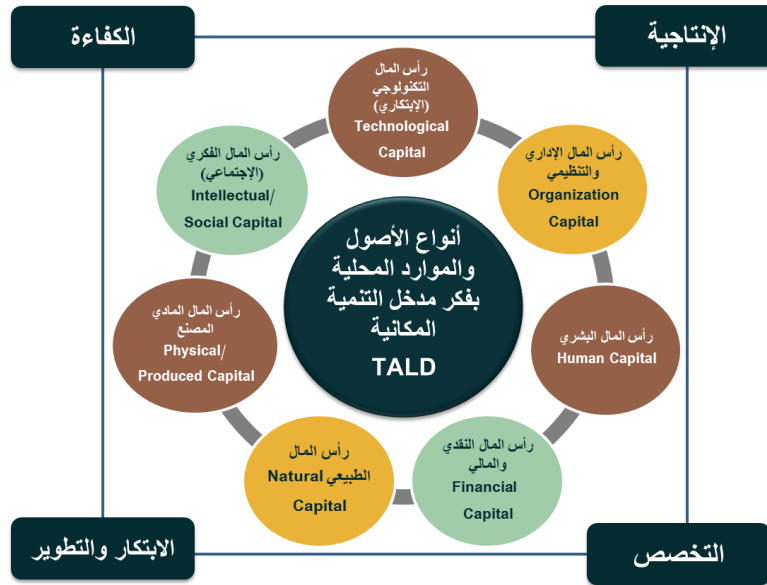 الإنتاجية
الكفاءة
رأس المال
التكنولوجي
(الإبتكاري)
Technological
Capital
رأس المال الإداري
والتنظيمي
Organization
Capital
رأس المال البشري
Human Capital
رأس المال النقدي
والمالي
Financial
Capital
رأس المال
الطبيعي Natural
Capital
رأس المال المادي
المصنع
Physical/
Produced Capital
رأس المال الفكري
(الإجتماعي)
Intellectual/
Social Capital
أنواع الأصول
والموارد المحلية
بفكر مدخل التنمية
المكانية
TALD
التخصص
الابتكار والتطوير